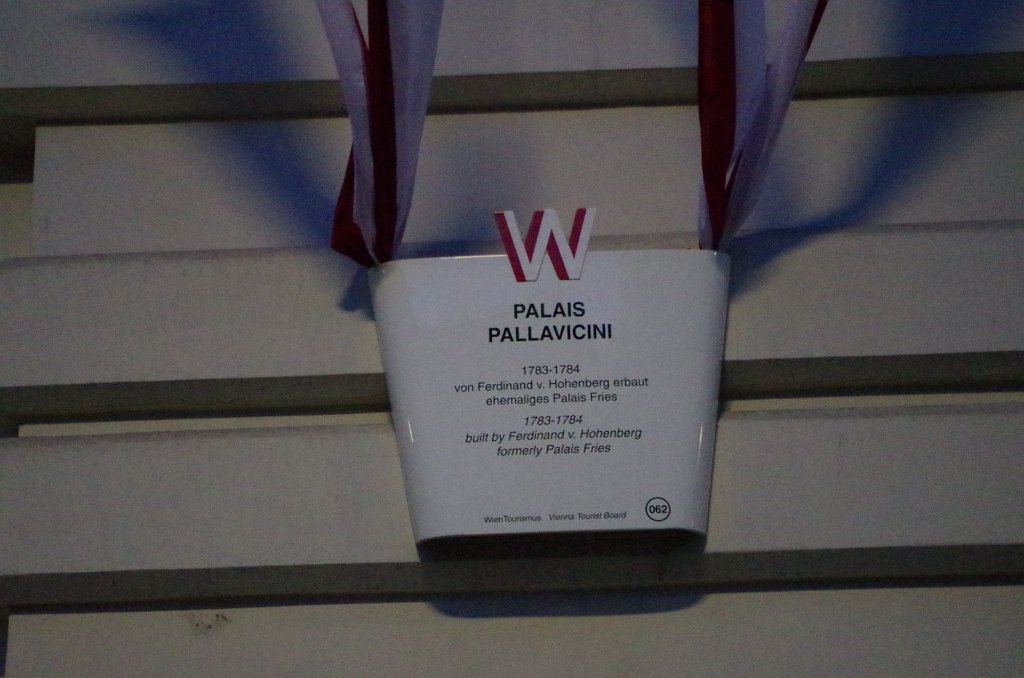 W
PALAIS
PALLAVICINI
1783-1784
von Ferdinand v. Hohenberg erbaut
ehemaliges Palais Fries
1783-1784
built by Ferdinand v. Hohenberg
formerly Palais Fries
WienTourismus Vienna Tourist Board 062